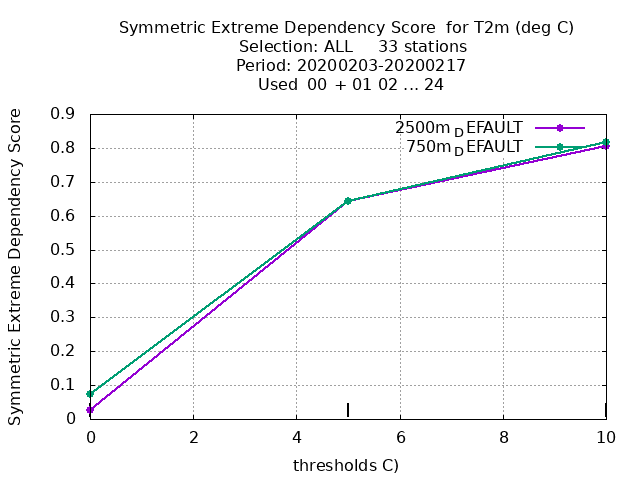 Symmetric Extreme Dependency Score  for T2m (deg C)
Selection: ALL     33 stations
Period: 20200203-20200217
Used  00 + 01 02 ... 24
Symmetric Extreme Dependency Score
0.9
0.8
0.7
0.6
0.5
0.4
0.3
0.2
0.1
0
2500m_DEFAULT
750m_DEFAULT
0 2 4 6 8 10
thresholds C)